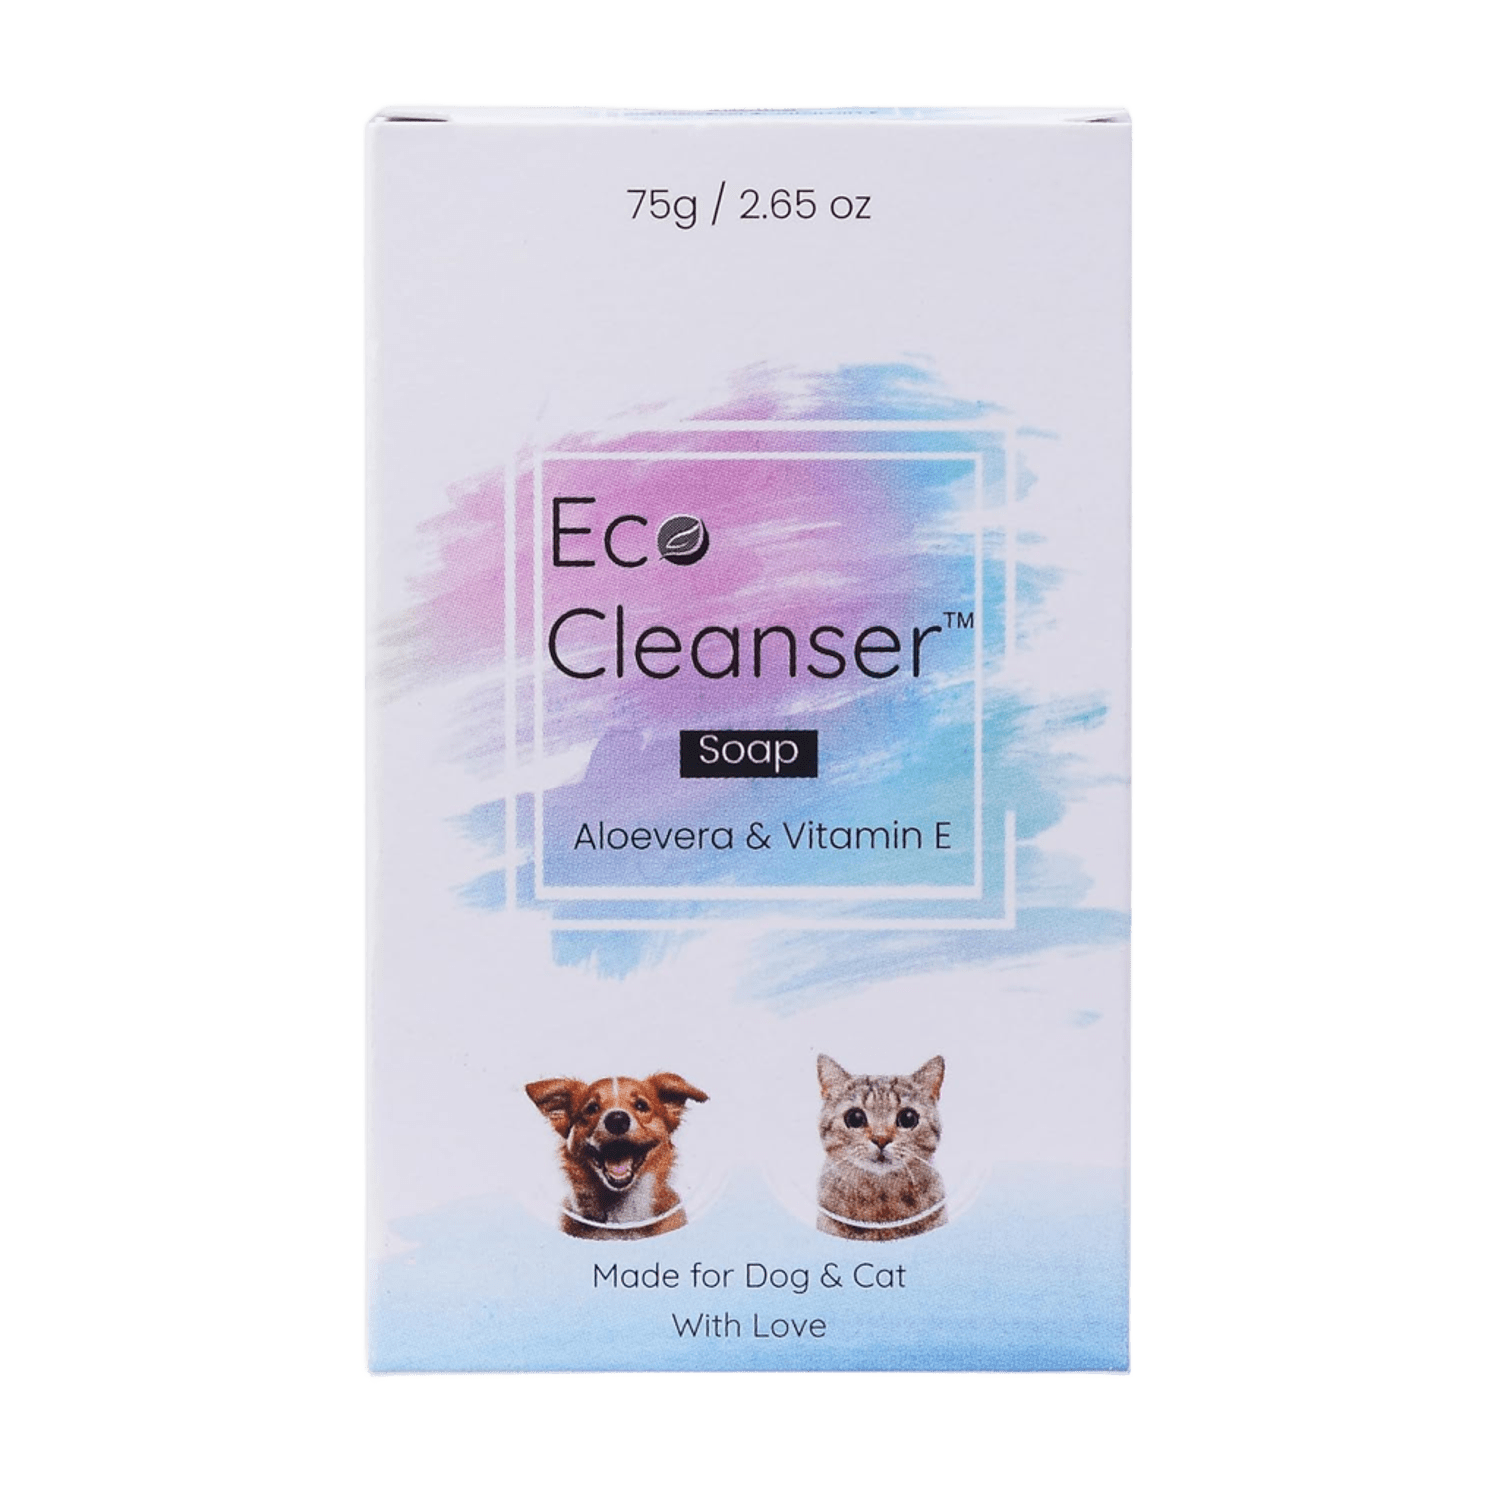 75g / 2.65 oz
Eco
Cleanser™
Soap
Aloevera & Vitamin E
Made for Dog & Cat
With Love